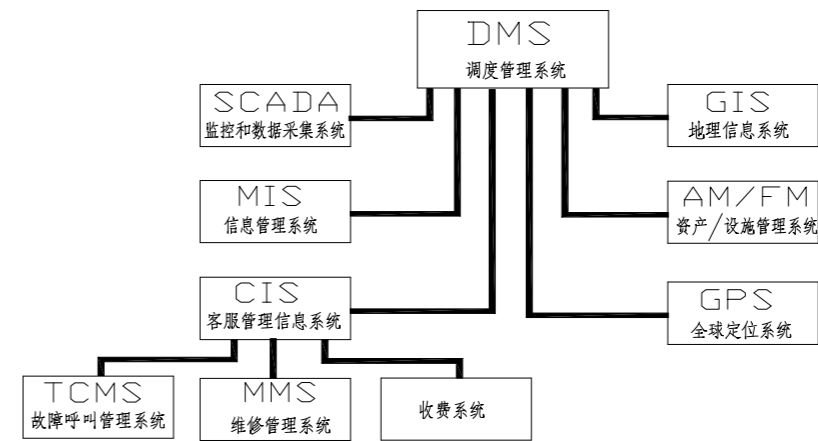 DMS
调度管理系统
SCADA
监控和数据采集系统
GIS
地理信息系统
MIS
信息管理系统
AM/FM
资产/设施管理系统
CIS
客服管理信息系统
GPS
全球定位系统
TCMS
故障呼叫管理系统
MMS
维修管理系统
收费系统